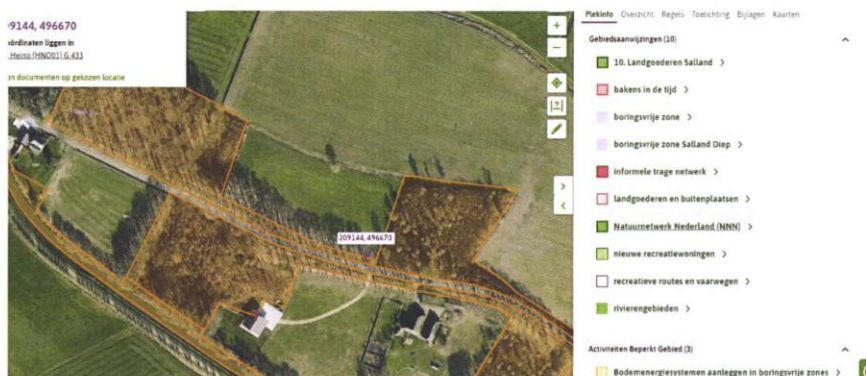 209144, 496670
oördinaten liggen in
Heino (HNO01) G 433
documenten op gekozen locatie
209144, 496670
Plekinfo Overzicht Regels Toelichting Bijlagen Kaarten
Gebiedsaanwijzingen (10)
10. Landgoederen Salland
bakens in de tijd
boringsvrije zone
boringsvrije zone Salland Diep
informele trage netwerk
landgoederen en buitenplaatsen
Natuurnetwerk Nederland (NNN)
nieuwe recreatiewoningen
recreatieve routes en vaarwegen
rivierengebieden
Activiteiten Beperkt Gebied (3)
Bodemenergiesystemen aanleggen in boringsvrije zones